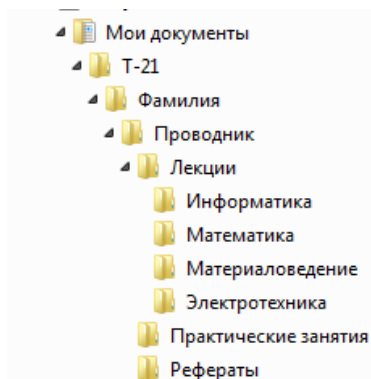 Мои документы
Т-21
Фамилия
Проводник
Лекции
Информатика
Математика
Материаловедение
Электротехника
Практические занятия
Рефераты